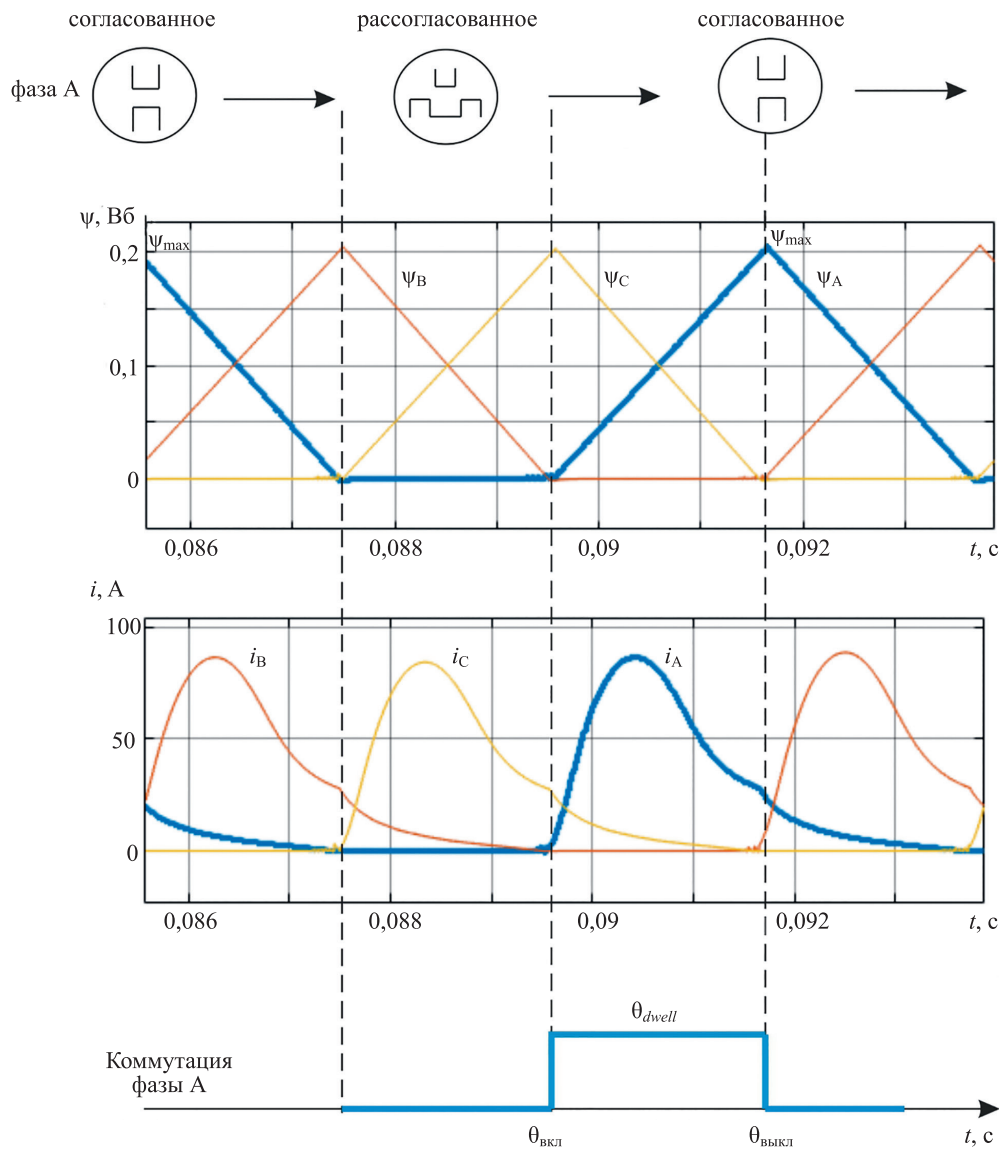 согласованное рассогласованное согласованное
фаза А
ψ, Вб
ψmax ψmax
0,2
ψB ψC ψA
0,1
0
0,086 0,088 0,09 0,092 t, с
i, А
100
iB iC iA
50
0
0,086 0,088 0,09 0,092 t, с
θdwell
Коммутация
фазы А
θвкл θвыкл t, с